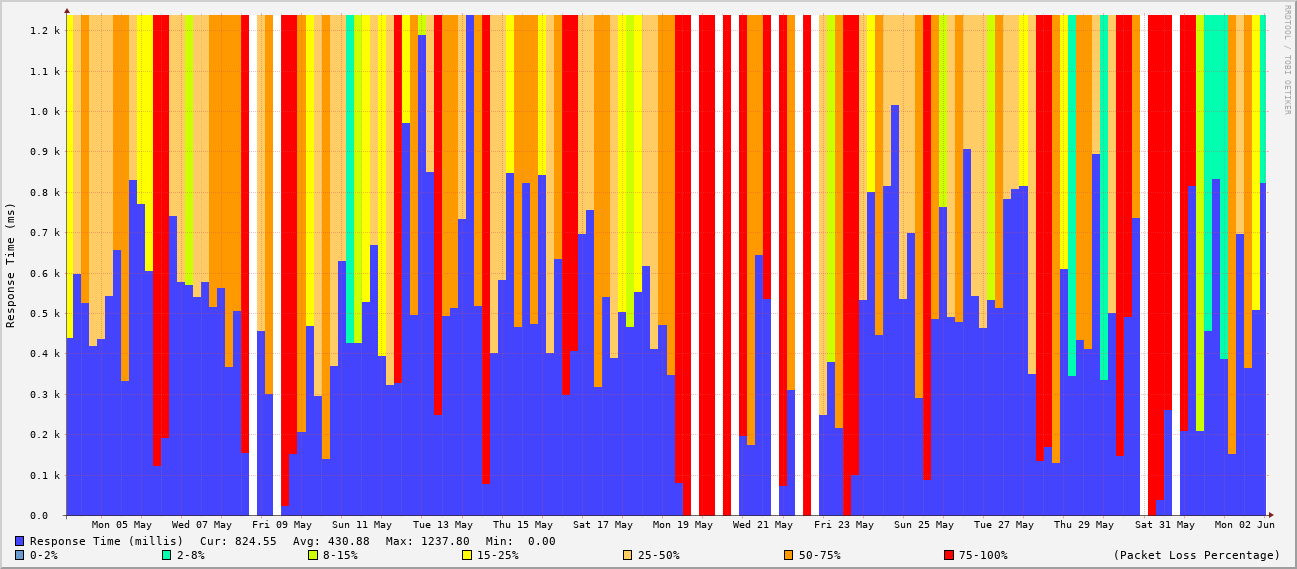 RRDTOOL / TOBI OETIKER
Response Time (ms)
1.2 k
1.1 k
1.0 k
0.9 k
0.8 k
0.7 k
0.6 k
0.5 k
0.4 k
0.3 k
0.2 k
0.1 k
0.0
Mon 05 May Wed 07 May Fri 09 May Sun 11 May Tue 13 May Thu 15 May Sat 17 May Mon 19 May Wed 21 May Fri 23 May Sun 25 May Tue 27 May Thu 29 May Sat 31 May Mon 02 Jun
Response Time (millis) Cur: 824.55 Avg: 430.88 Max: 1237.80 Min: 0.00
0-2% 2-8% 8-15% 15-25% 25-50% 50-75% 75-100% (Packet Loss Percentage)